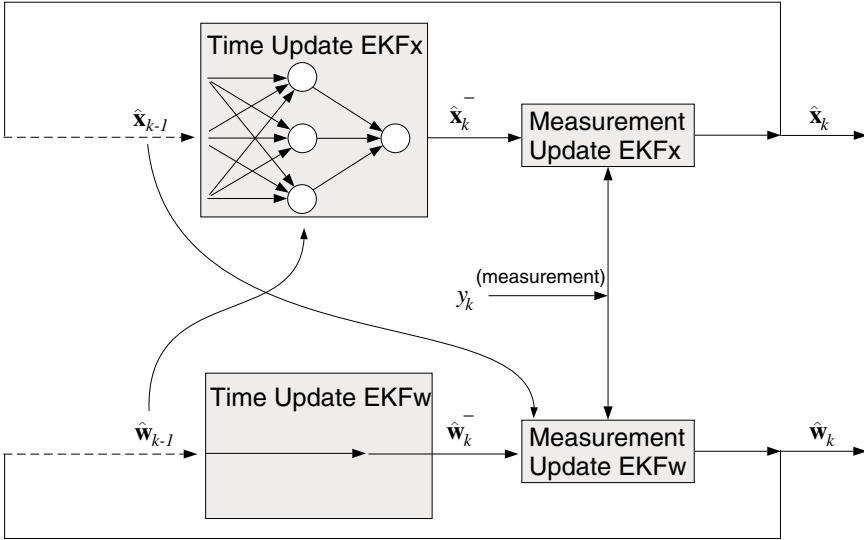 Time Update EKFx
x̂k-1
x̂k−
Measurement
Update EKFx
x̂k
(measurement)
yk
Time Update EKFw
ŵk-1
ŵk−
Measurement
Update EKFw
ŵk